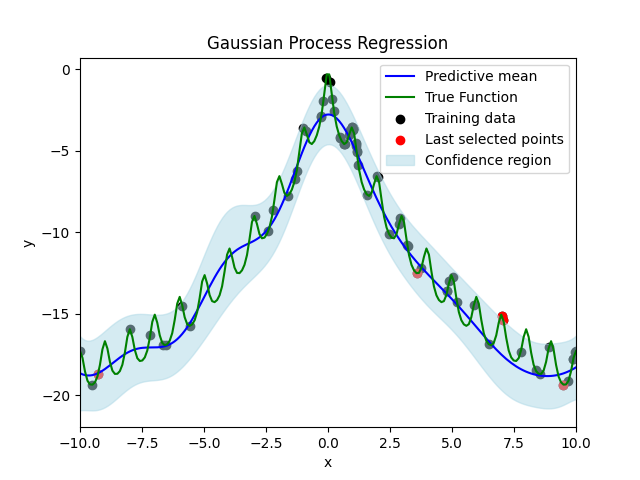 Gaussian Process Regression
Predictive mean
True Function
Training data
Last selected points
Confidence region
y
0
−5
−10
−15
−20
−10.0 −7.5 −5.0 −2.5 0.0 2.5 5.0 7.5 10.0
x